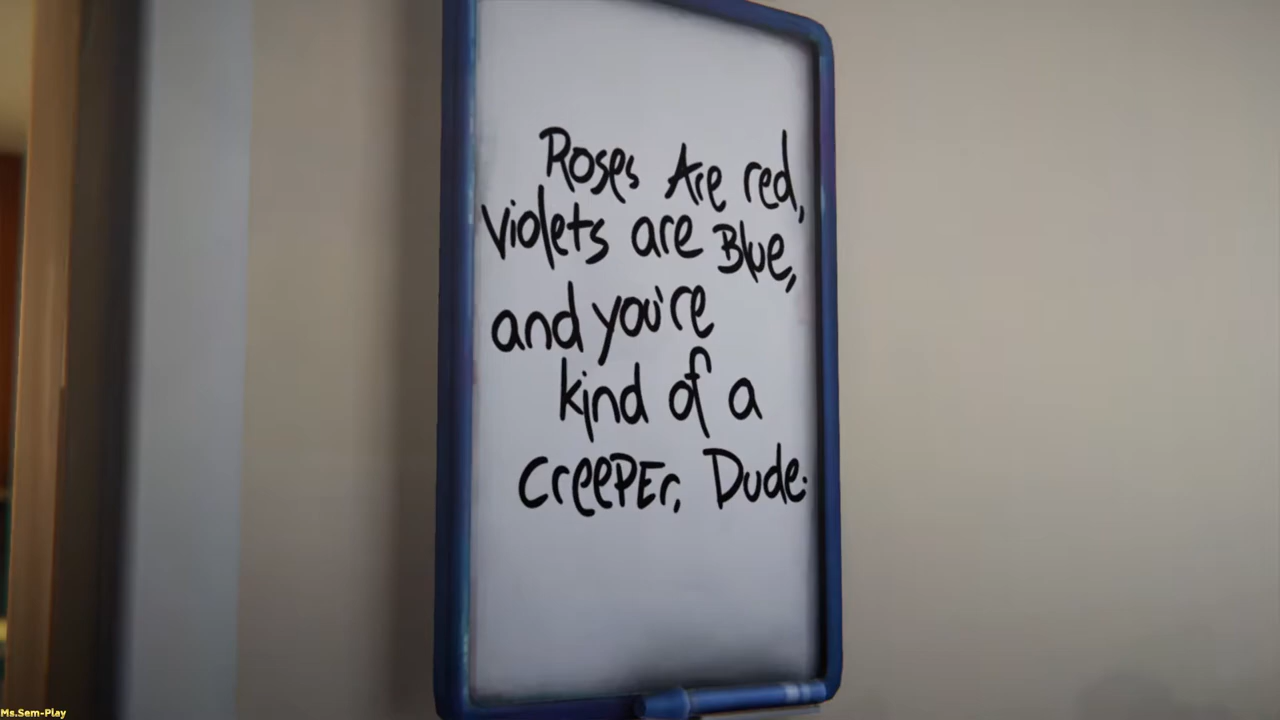 Roses Are red,
Violets are Blue,
and you're
kind of a
CreePEr, Dude.
Ms.Sem-Play